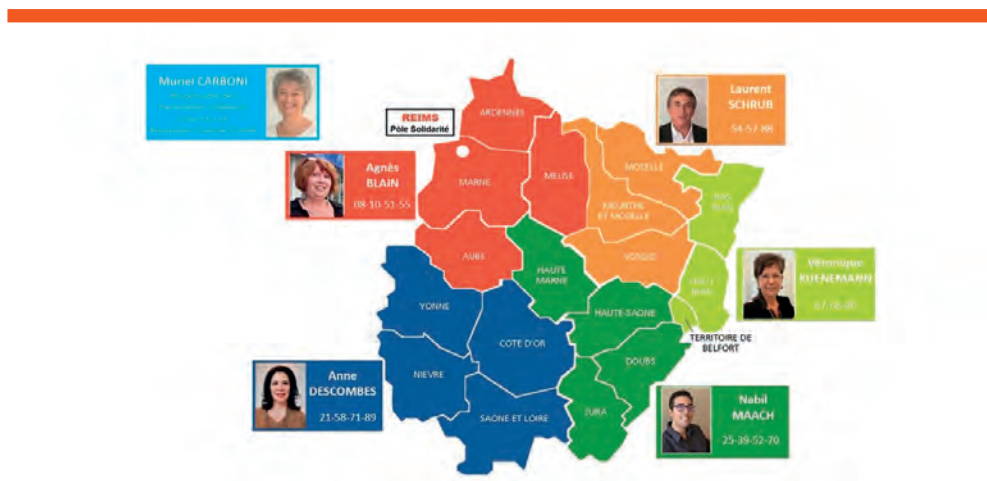 Muriel CARBONI
REIMS
Pôle Solidarité
ARDENNES
Laurent
SCHRUB
54-57-88
Agnès
BLAIN
08-10-51-55
MARNE
MEUSE
MOSELLE
MEURTHE
ET MOSELLE
BAS
RHIN
AUBE
HAUTE
MARNE
VOSGES
HAUT
RHIN
Véronique
KUENEMANN
YONNE
HAUTE-SAONE
TERRITOIRE DE
BELFORT
COTE D'OR
DOUBS
NIEVRE
Anne
DESCOMBES
21-58-71-89
SAONE ET LOIRE
JURA
Nabil
MAACH
25-39-52-70